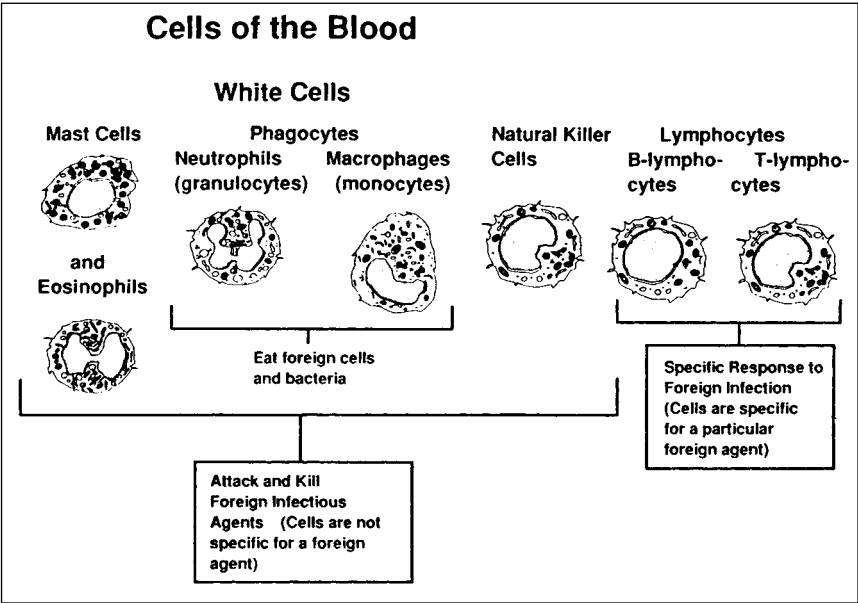 Cells of the Blood
White Cells
Mast Cells
and
Eosinophils
Phagocytes
Neutrophils
(granulocytes)
Macrophages
(monocytes)
Eat foreign cells
and bacteria
Natural Killer
Cells
Lymphocytes
B-lympho-
cytes
T-lympho-
cytes
Attack and Kill
Foreign Infectious
Agents (Cells are not
specific for a foreign
agent)
Specific Response to
Foreign Infection
(Cells are specific
for a particular
foreign agent)